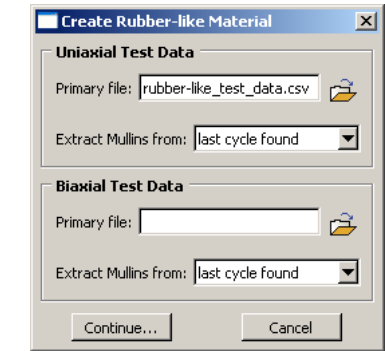 Create Rubber-like Material
Uniaxial Test Data
Primary file: rubber-like_test_data.csv
Extract Mullins from: last cycle found
Biaxial Test Data
Primary file:
Extract Mullins from: last cycle found
Continue... Cancel